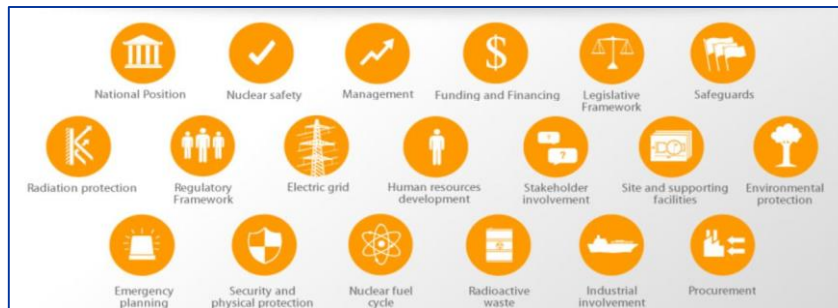 National Position
Nuclear safety
Management
Funding and Financing
Legislative
Framework
Safeguards
Radiation protection
Regulatory
Framework
Electric grid
Human resources
development
Stakeholder
involvement
Site and supporting
facilities
Environmental
protection
Emergency
planning
Security and
physical protection
Nuclear fuel
cycle
Radioactive
waste
Industrial
involvement
Procurement